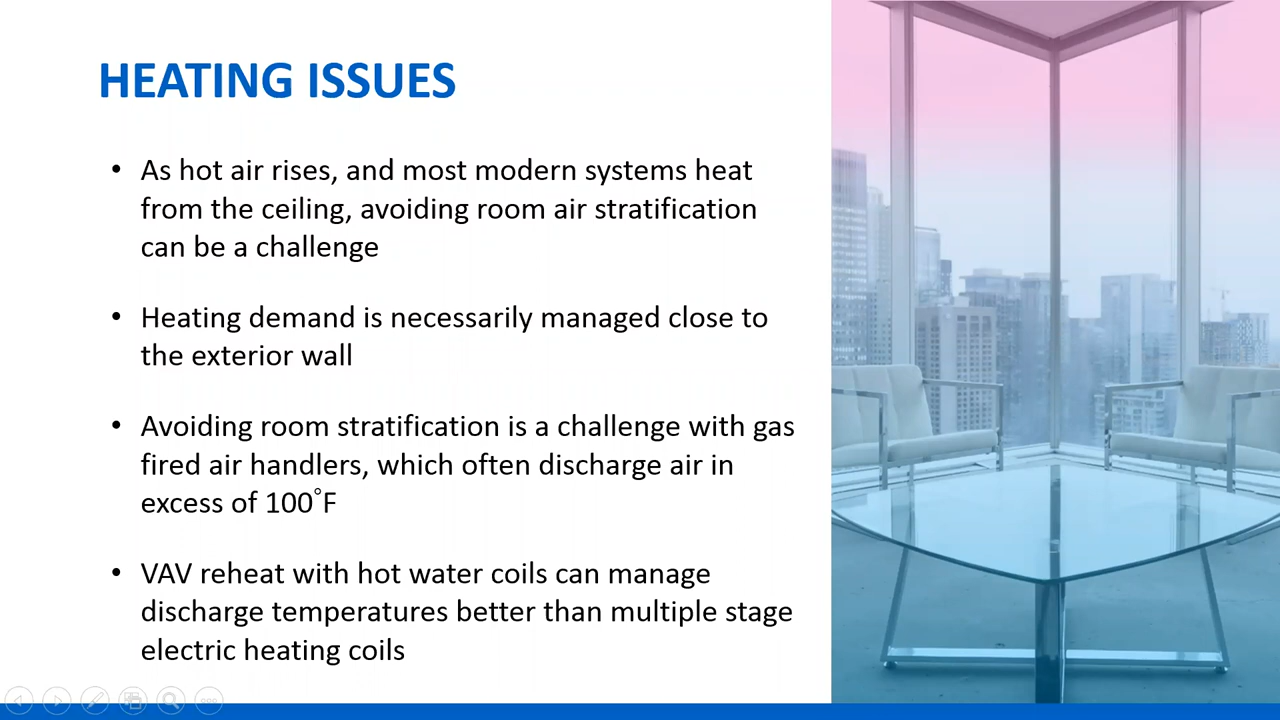 HEATING ISSUES
• As hot air rises, and most modern systems heat
from the ceiling, avoiding room air stratification
can be a challenge
• Heating demand is necessarily managed close to
the exterior wall
• Avoiding room stratification is a challenge with gas
fired air handlers, which often discharge air in
excess of 100°F
• VAV reheat with hot water coils can manage
discharge temperatures better than multiple stage
electric heating coils